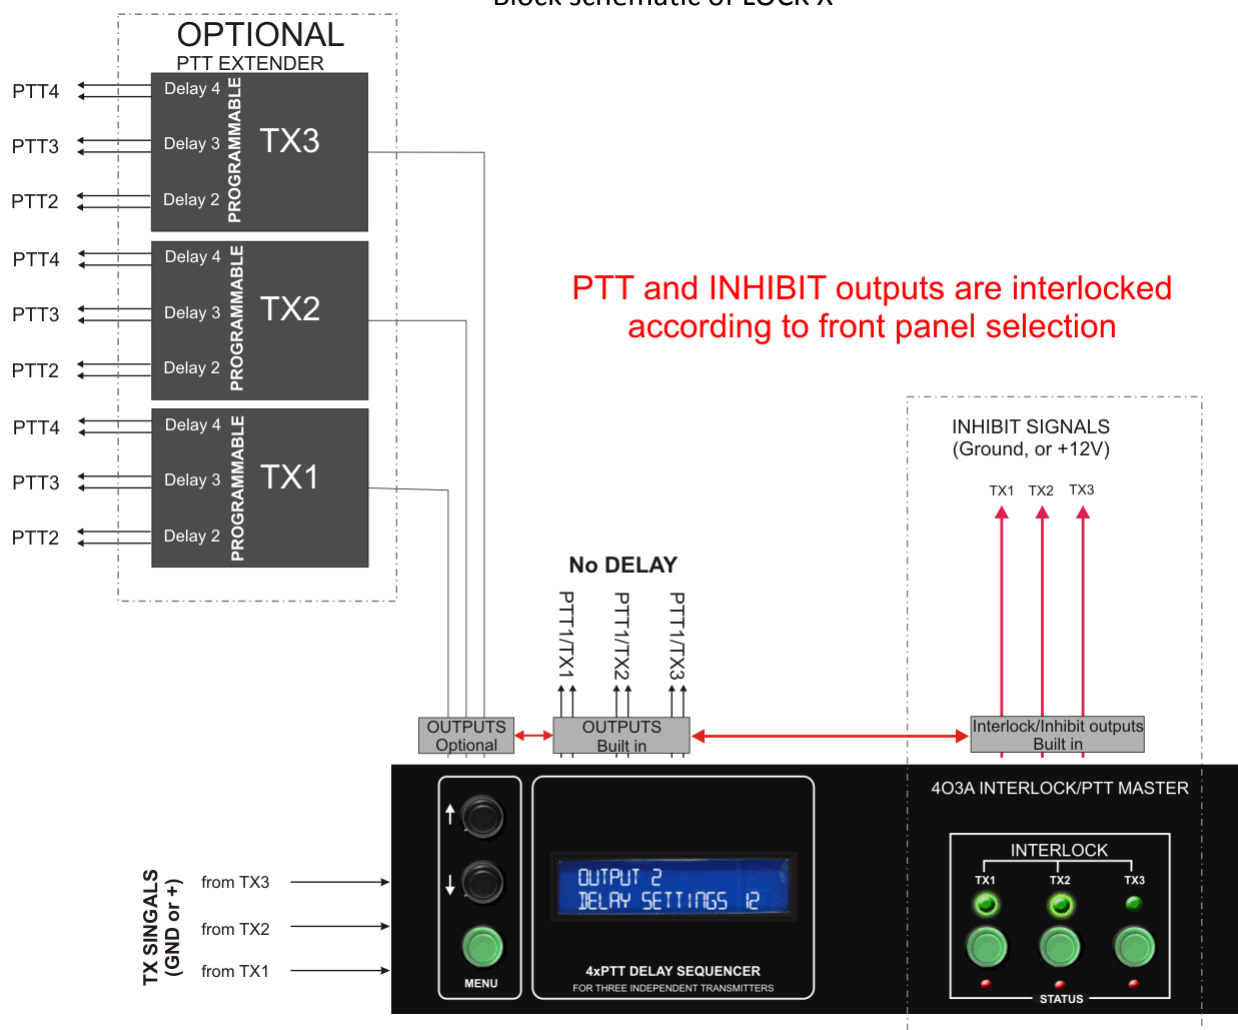 Block schematic of LOCK X
OPTIONAL
PTT EXTENDER
PTT4
PTT3
PTT2
Delay 4
Delay 3
Delay 2
PROGRAMMABLE
TX3
PTT4
PTT3
PTT2
Delay 4
Delay 3
Delay 2
PROGRAMMABLE
TX2
PTT4
PTT3
PTT2
Delay 4
Delay 3
Delay 2
PROGRAMMABLE
TX1
PTT and INHIBIT outputs are interlocked
according to front panel selection
INHIBIT SIGNALS
(Ground, or +12V)
TX1 TX2 TX3
No DELAY
PTT1/TX1
PTT1/TX2
PTT1/TX3
OUTPUTS
Optional
OUTPUTS
Built in
Interlock/Inhibit outputs
Built in
TX SINGALS
(GND or +)
from TX3
from TX2
from TX1
MENU
OUTPUT 2
DELAY SETTINGS 12
4xPTT DELAY SEQUENCER
FOR THREE INDEPENDENT TRANSMITTERS
4O3A INTERLOCK/PTT MASTER
INTERLOCK
TX1 TX2 TX3
STATUS